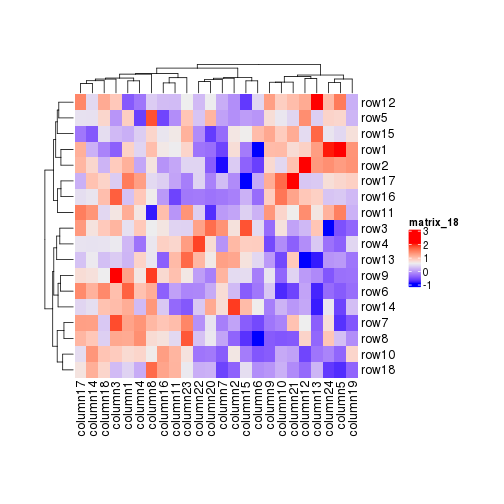 row12
row5
row15
row1
row2
row17
row16
row11
row3
row4
row13
row9
row6
row14
row7
row8
row10
row18
matrix_18
3
2
1
0
-1
column17
column14
column18
column3
column1
column4
column8
column16
column11
column23
column22
column20
column7
column2
column15
column6
column9
column10
column21
column12
column13
column24
column5
column19